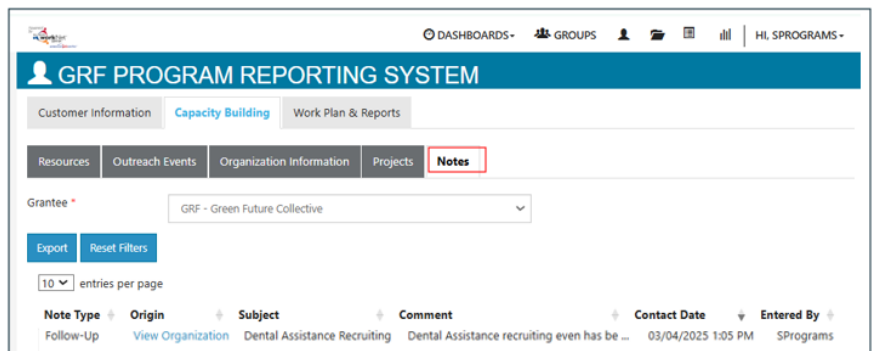 DASHBOARDS- GROUPS HI, SPROGRAMS-
GRF PROGRAM REPORTING SYSTEM
Customer Information Capacity Building Work Plan & Reports
Resources Outreach Events Organization Information Projects Notes
Grantee * GRF - Green Future Collective
Export Reset Filters
10 entries per page
Note Type Origin Subject Comment Contact Date Entered By
Follow-Up View Organization Dental Assistance Recruiting Dental Assistance recruiting even has be ... 03/04/2025 1:05 PM SPrograms